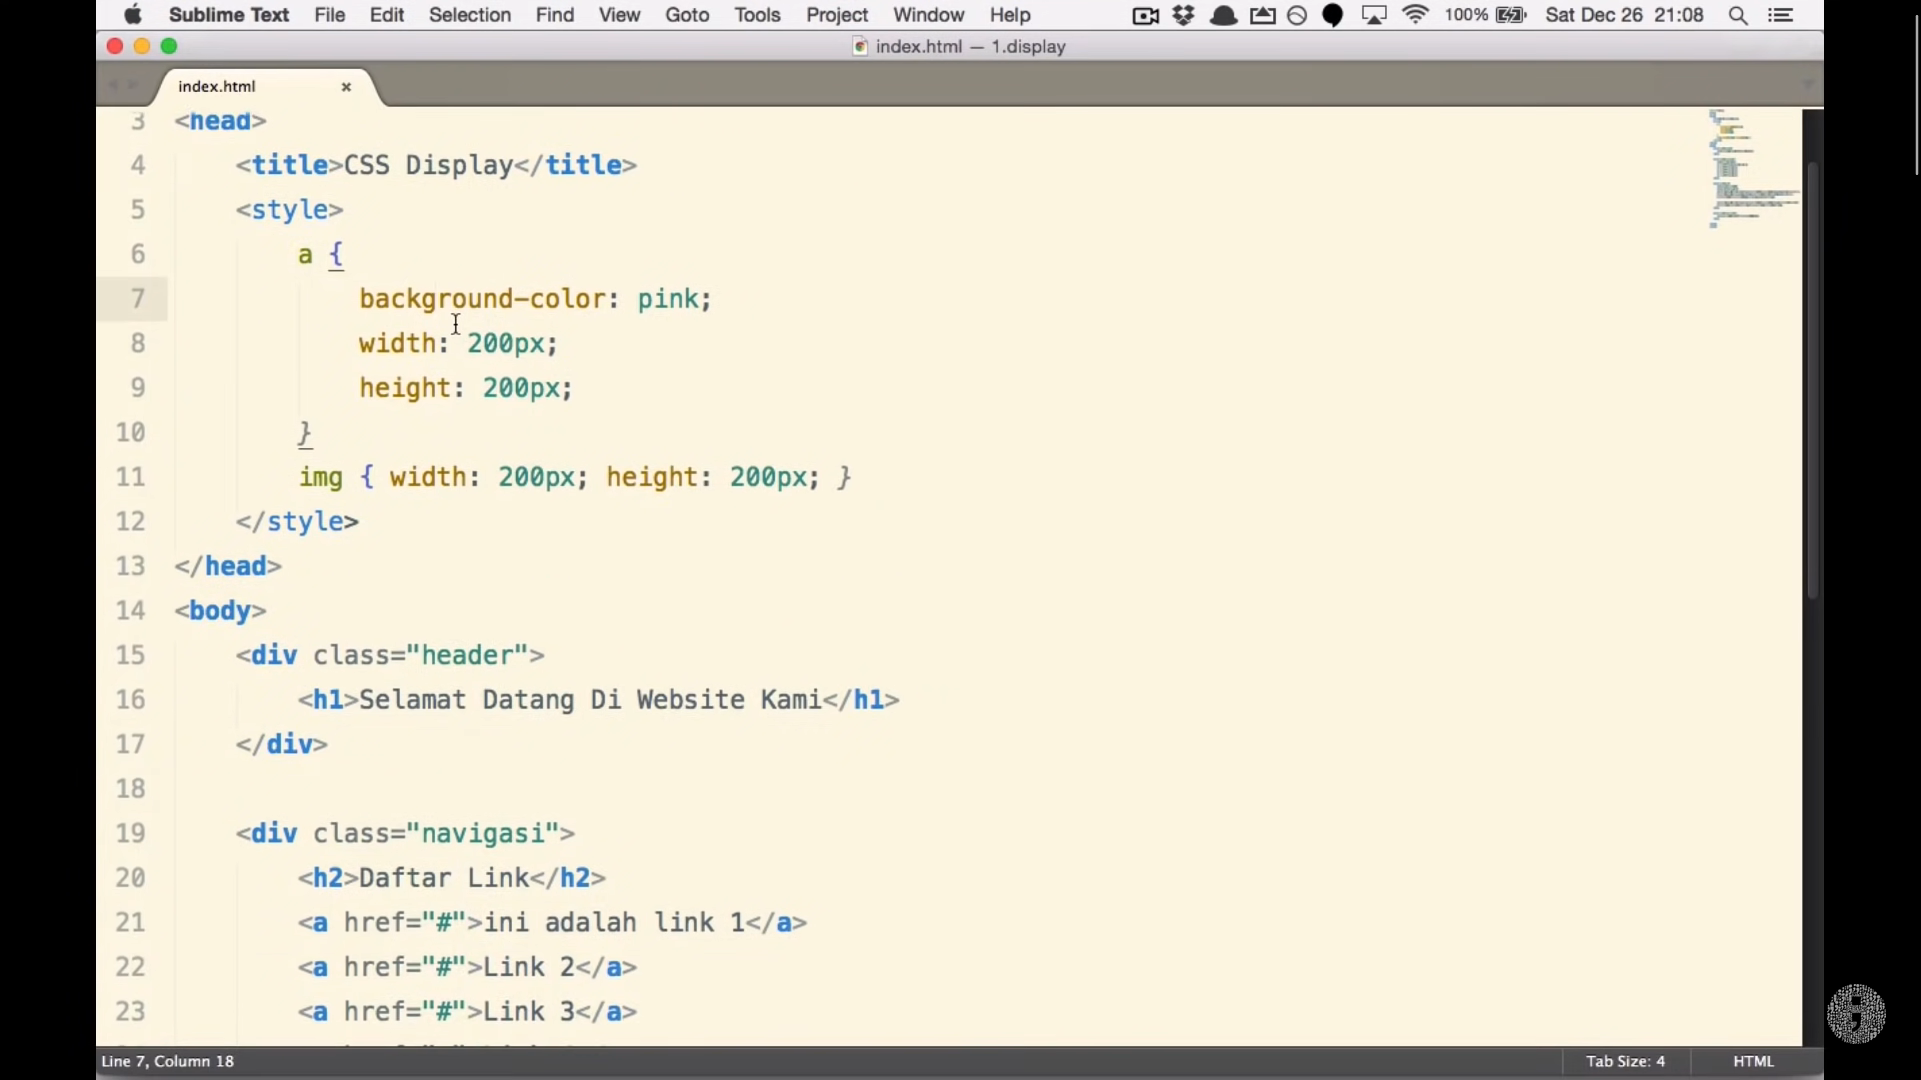 Sublime Text File Edit Selection Find View Goto Tools Project Window Help 100% Sat Dec 26 21:08
index.html — 1.display
index.html
3 <head>
4 <title>CSS Display</title>
5 <style>
6 a {
7 background-color: pink;
8 width: 200px;
9 height: 200px;
10 }
11 img { width: 200px; height: 200px; }
12 </style>
13 </head>
14 <body>
15 <div class="header">
16 <h1>Selamat Datang Di Website Kami</h1>
17 </div>
18
19 <div class="navigasi">
20 <h2>Daftar Link</h2>
21 <a href="#">ini adalah link 1</a>
22 <a href="#">Link 2</a>
23 <a href="#">Link 3</a>
Line 7, Column 18 Tab Size: 4 HTML